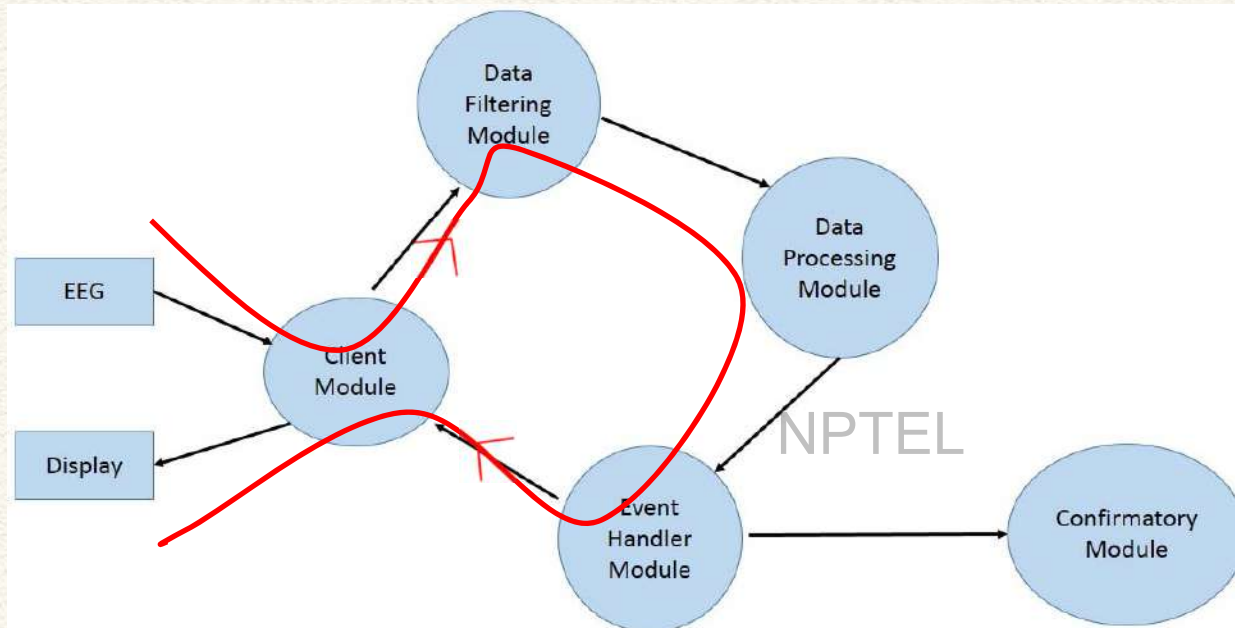 Data
Filtering
Module
Data
Processing
Module
EEG
Client
Module
Display
NPTEL
Event
Handler
Module
Confirmatory
Module